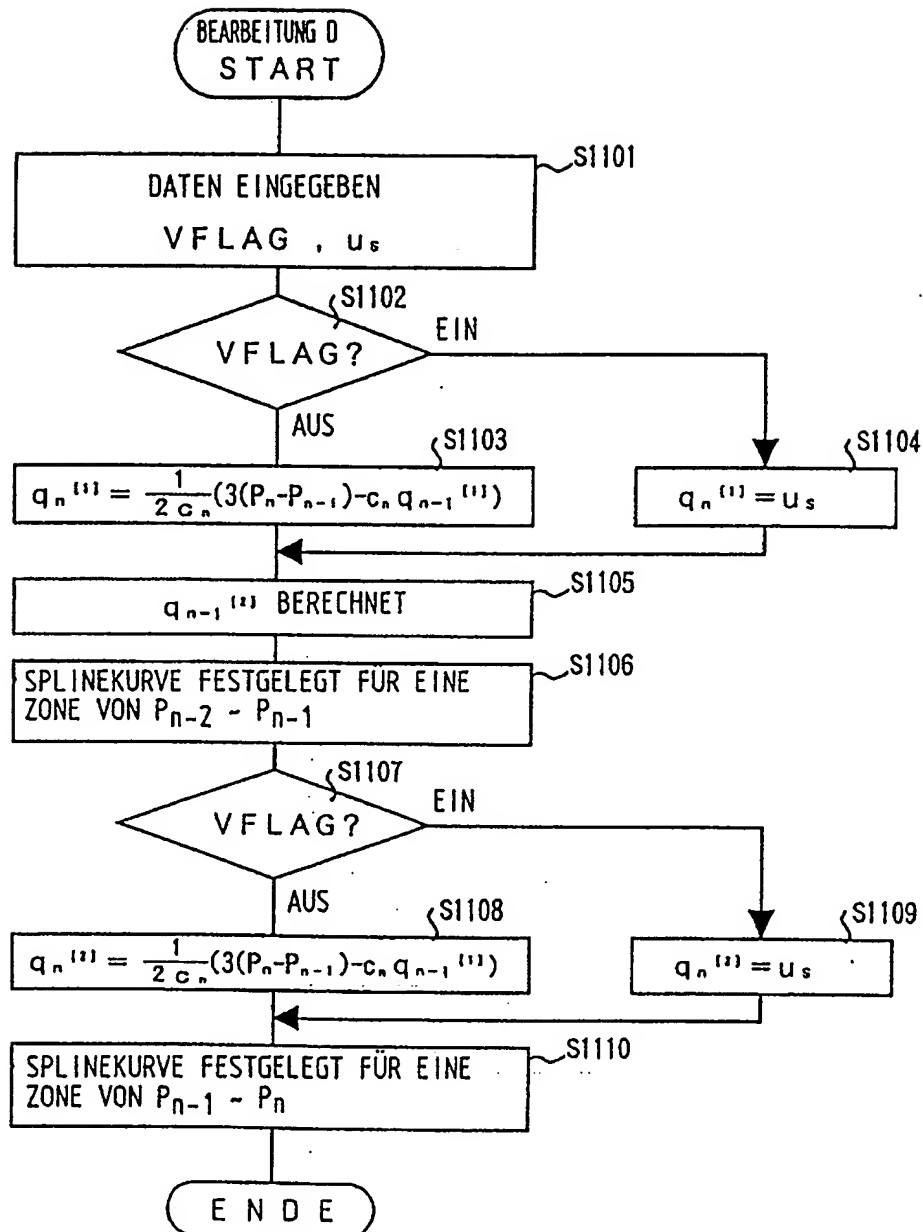 BEARBEITUNG D
START
S1101
DATEN EINGEGEBEN
VFLAG , us
S1102
VFLAG?
EIN
AUS
S1103
qn[1] = 1/2cn (3(Pn-Pn-1)-cn qn-1[1])
S1104
qn[1] = us
S1105
qn-1[2] BERECHNET
S1106
SPLINEKURVE FESTGELEGT FÜR EINE
ZONE VON Pn-2 ~ Pn-1
S1107
VFLAG?
EIN
AUS
S1108
qn[2] = 1/2cn (3(Pn-Pn-1)-cn qn-1[1])
S1109
qn[2] = us
S1110
SPLINEKURVE FESTGELEGT FÜR EINE
ZONE VON Pn-1 ~ Pn
ENDE